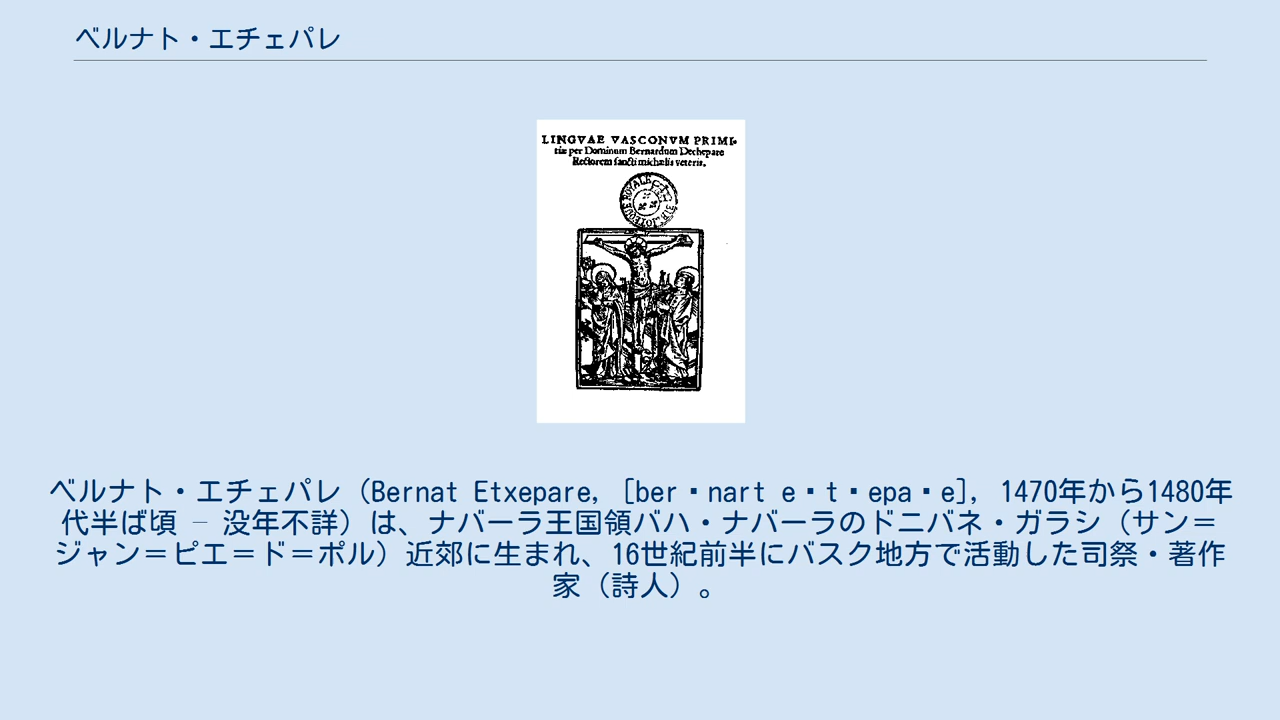 ベルナト・エチェパレ
LINGVAE VASCONVM PRIMI-
tiæ per Dominum Bernardum Dechepare
Rectorem sancti michælis veteris.
ベルナト・エチェパレ（Bernat Etxepare, [ber·nart e·t·epa·e], 1470年から1480年
代半ば頃 – 没年不詳）は、ナバーラ王国領バハ・ナバーラのドニバネ・ガラシ（サン＝
ジャン＝ピエ＝ド＝ポル）近郊に生まれ、16世紀前半にバスク地方で活動した司祭・著作
家（詩人）。